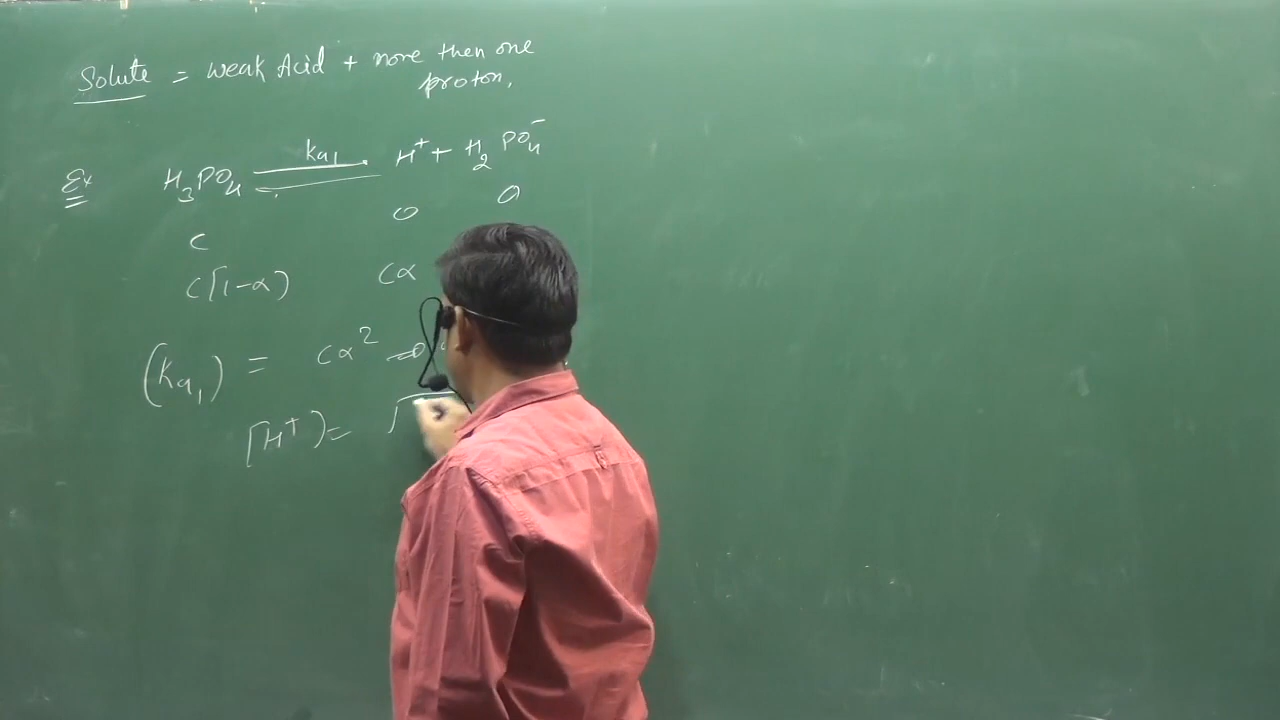 Solute = weak Acid + more then one
proton,
Ex H₃PO₄ ⇌ H⁺ + H₂PO₄⁻
Ka₁
C 0 0
C[1-α) Cα
(Ka₁) = Cα²
[H⁺) = √